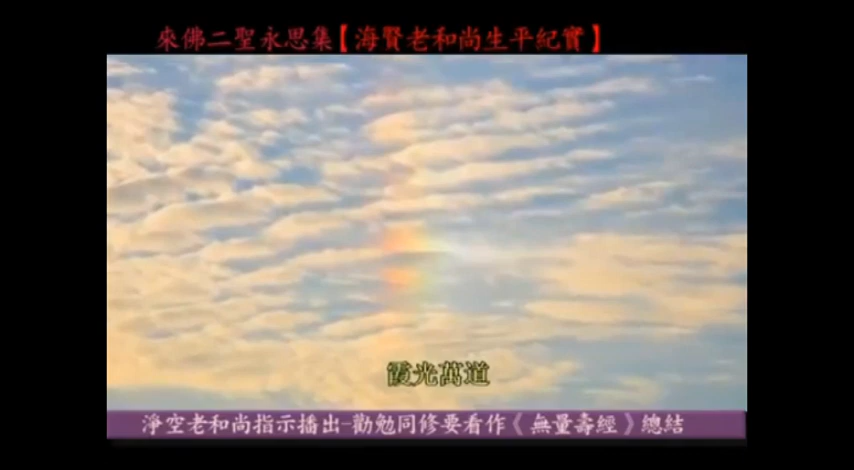 來佛二聖永思集【海賢老和尚生平紀實】
霞光萬道
淨空老和尚指示播出-勸勉同修要看作《無量壽經》總結